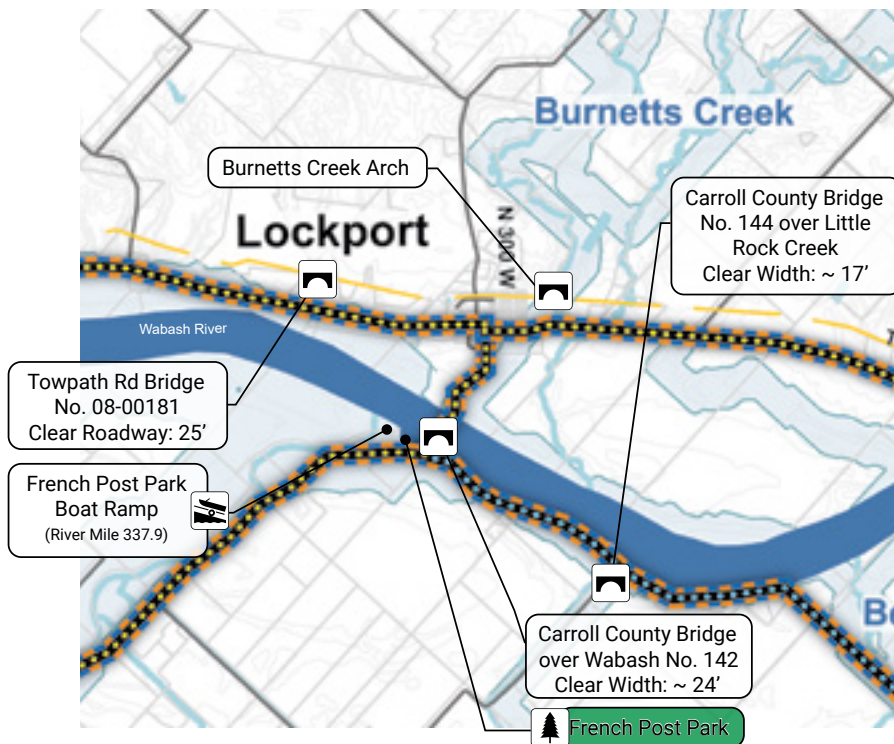 Burnetts Creek
Burnetts Creek Arch
Carroll County Bridge
No. 144 over Little
Rock Creek
Clear Width: ~ 17’
N 300 W
Lockport
Wabash River
Towpath Rd Bridge
No. 08-00181
Clear Roadway: 25’
French Post Park
Boat Ramp
(River Mile 337.9)
Carroll County Bridge
over Wabash No. 142
Clear Width: ~ 24’
French Post Park